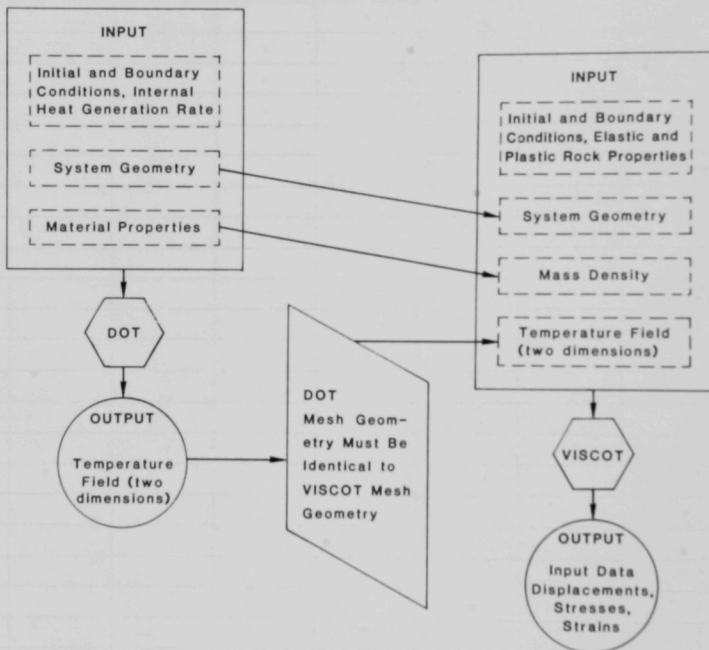 INPUT
Initial and Boundary
Conditions, Internal
Heat Generation Rate
System Geometry
Material Properties
DOT
OUTPUT
Temperature
Field (two
dimensions)
DOT
Mesh Geom-
etry Must Be
Identical to
VISCOT Mesh
Geometry
INPUT
Initial and Boundary
Conditions, Elastic and
Plastic Rock Properties
System Geometry
Mass Density
Temperature Field
(two dimensions)
VISCOT
OUTPUT
Input Data
Displacements,
Stresses,
Strains